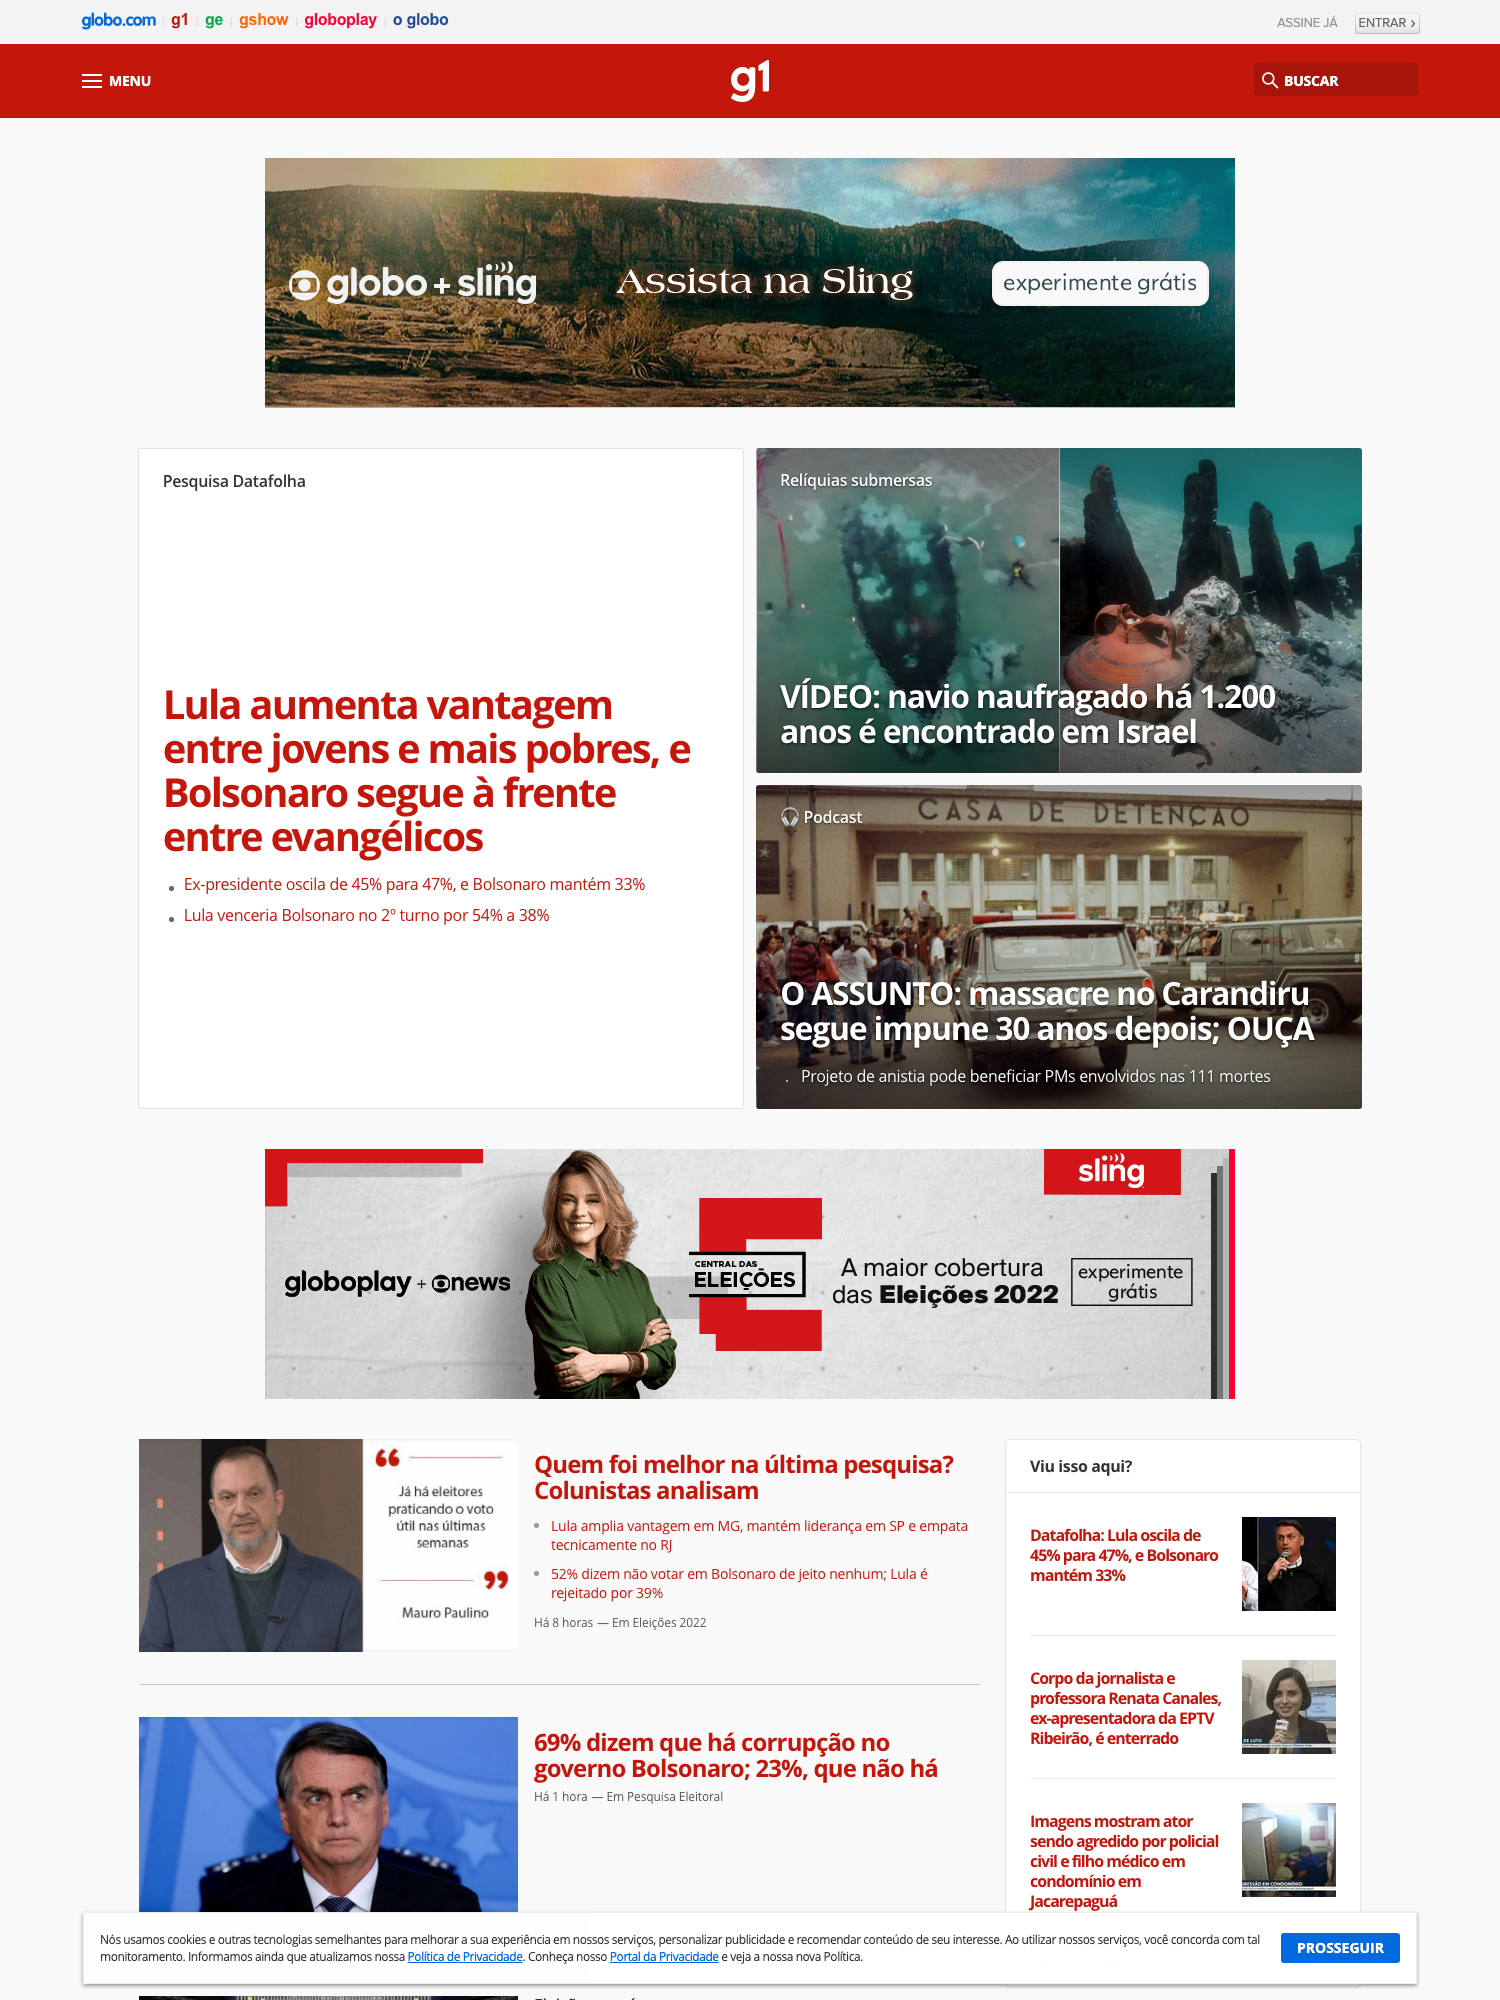 globo.com g1 ge gshow globoplay o globo
ASSINE JÁ ENTRAR ›
MENU
g1
BUSCAR
globo + sling
Assista na Sling
experimente grátis
Pesquisa Datafolha
Lula aumenta vantagem
entre jovens e mais pobres, e
Bolsonaro segue à frente
entre evangélicos
Ex-presidente oscila de 45% para 47%, e Bolsonaro mantém 33%
Lula venceria Bolsonaro no 2º turno por 54% a 38%
Relíquias submersas
VÍDEO: navio naufragado há 1.200
anos é encontrado em Israel
CASA DE DETENÇÃO
Podcast
O ASSUNTO: massacre no Carandiru
segue impune 30 anos depois; OUÇA
. Projeto de anistia pode beneficiar PMs envolvidos nas 111 mortes
sling
globoplay + news
CENTRAL DAS
ELEIÇÕES
A maior cobertura
das Eleições 2022
experimente
grátis
“
Já há eleitores
praticando o voto
útil nas últimas
semanas
”
Mauro Paulino
Quem foi melhor na última pesquisa?
Colunistas analisam
Lula amplia vantagem em MG, mantém liderança em SP e empata
tecnicamente no RJ
52% dizem não votar em Bolsonaro de jeito nenhum; Lula é
rejeitado por 39%
Há 8 horas — Em Eleições 2022
69% dizem que há corrupção no
governo Bolsonaro; 23%, que não há
Há 1 hora — Em Pesquisa Eleitoral
Viu isso aqui?
Datafolha: Lula oscila de
45% para 47%, e Bolsonaro
mantém 33%
Corpo da jornalista e
professora Renata Canales,
ex-apresentadora da EPTV
Ribeirão, é enterrado
DE LUTO
Imagens mostram ator
sendo agredido por policial
civil e filho médico em
condomínio em
Jacarepaguá
Nós usamos cookies e outras tecnologias semelhantes para melhorar a sua experiência em nossos serviços, personalizar publicidade e recomendar conteúdo de seu interesse. Ao utilizar nossos serviços, você concorda com tal
monitoramento. Informamos ainda que atualizamos nossa Política de Privacidade. Conheça nosso Portal da Privacidade e veja a nossa nova Política.
PROSSEGUIR